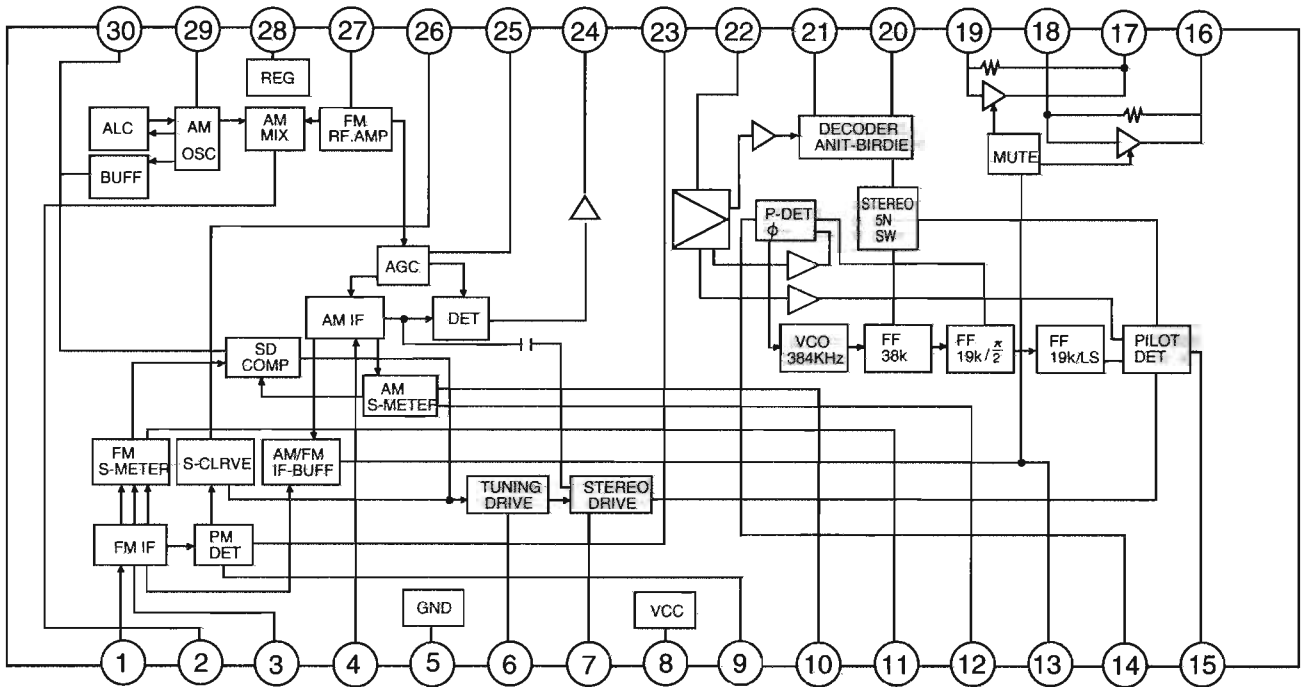 30 29 28 27 26 25 24 23 22 21 20 19 18 17 16
REG
ALC
AM
OSC
AM
MIX
FM
RF.AMP
BUFF
DECODER
ANIT-BIRDIE
MUTE
P-DET
ϕ
STEREO
5N
SW
AGC
AM IF
DET
SD
COMP
AM
S-METER
VCO
384KHz
FF
38k
FF
19k/π/2
FF
19k/LS
PILOT
DET
FM
S-METER
S-CLRVE
AM/FM
IF-BUFF
TUNING
DRIVE
STEREO
DRIVE
FM IF
PM
DET
GND
VCC
1 2 3 4 5 6 7 8 9 10 11 12 13 14 15